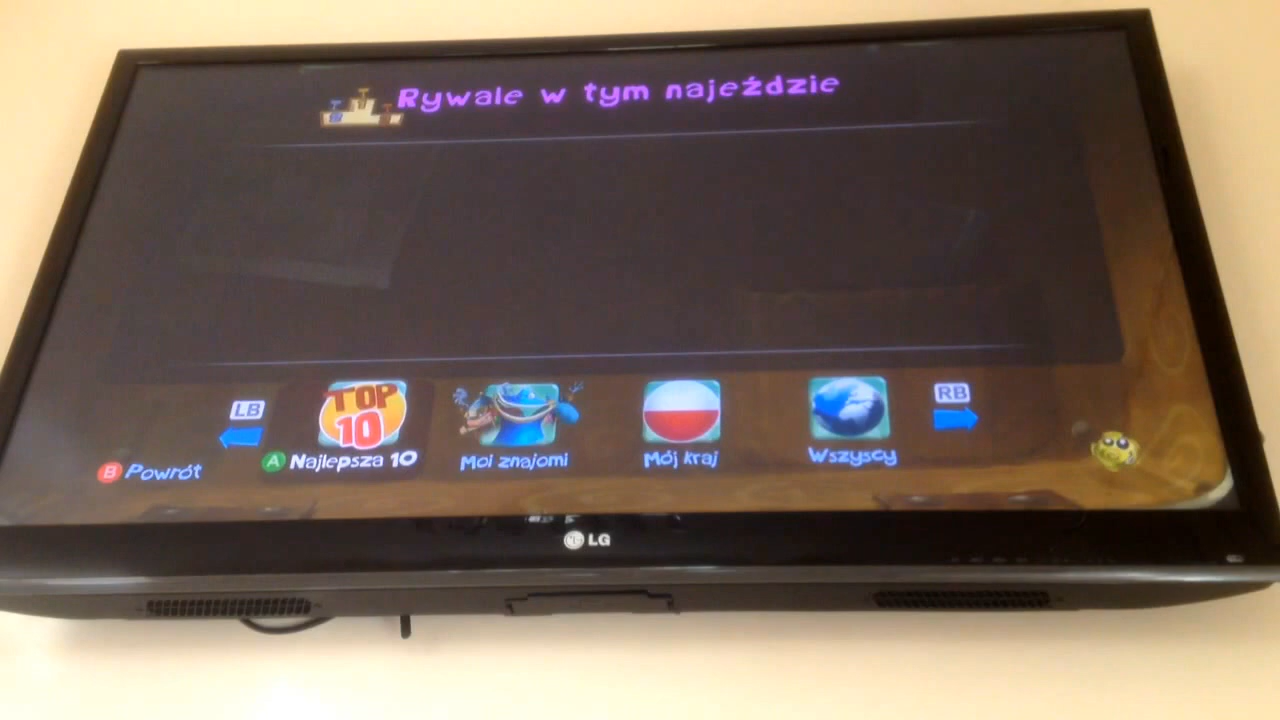 Rywale w tym najeździe
LB
RB
TOP
10
B Powrót
A Najlepsza 10
Moi znajomi
Mój kraj
Wszyscy
LG